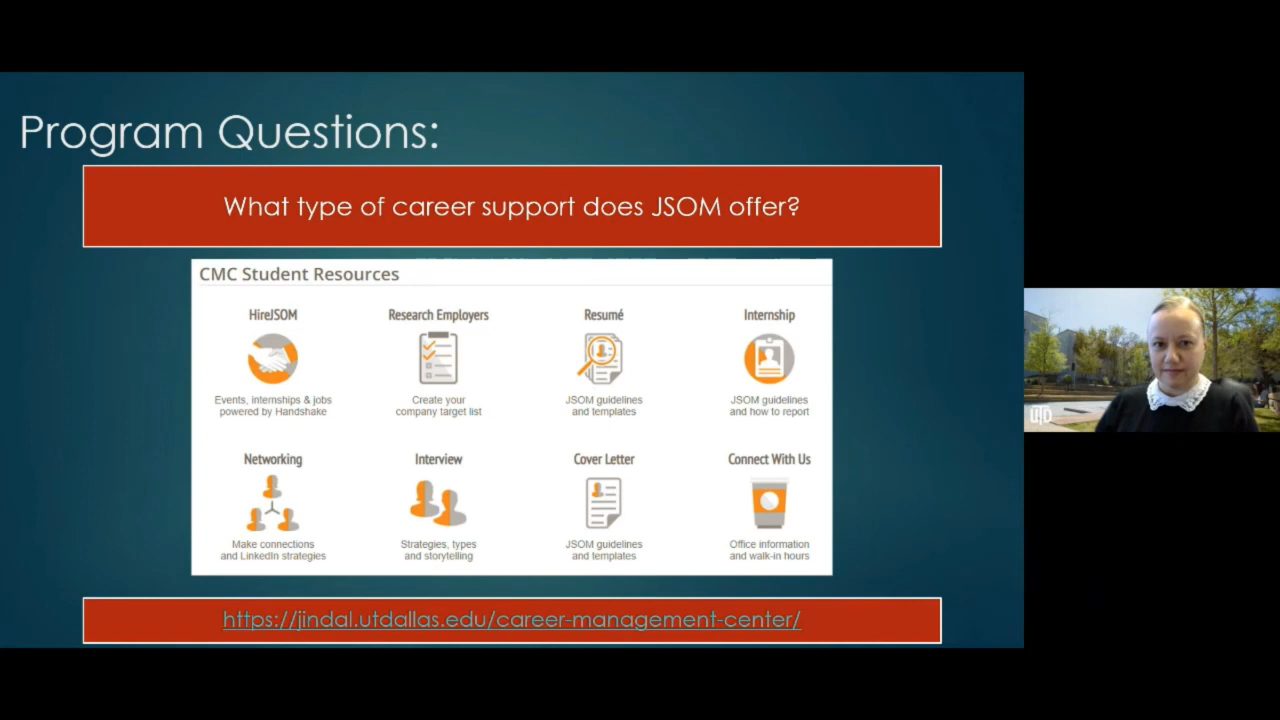 Program Questions:
What type of career support does JSOM offer?
CMC Student Resources
HireJSOM
Events, internships & jobs
powered by Handshake
Research Employers
Create your
company target list
Resumé
JSOM guidelines
and templates
Internship
JSOM guidelines
and how to report
Networking
Make connections
and LinkedIn strategies
Interview
Strategies, types
and storytelling
Cover Letter
JSOM guidelines
and templates
Connect With Us
Office information
and walk-in hours
https://jindal.utdallas.edu/career-management-center/
UTD